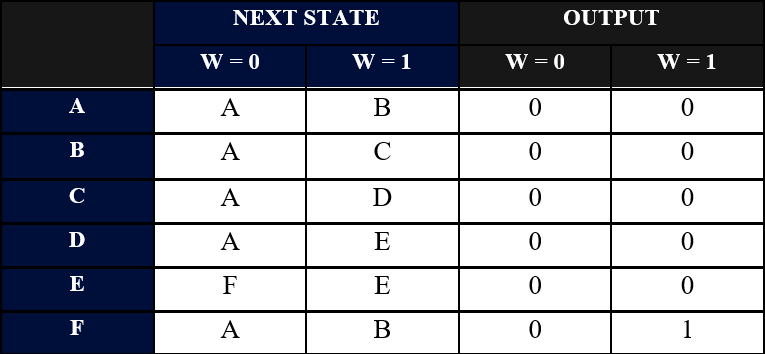 NEXT STATE OUTPUT
W = 0 W = 1 W = 0 W = 1
A A B 0 0
B A C 0 0
C A D 0 0
D A E 0 0
E F E 0 0
F A B 0 1